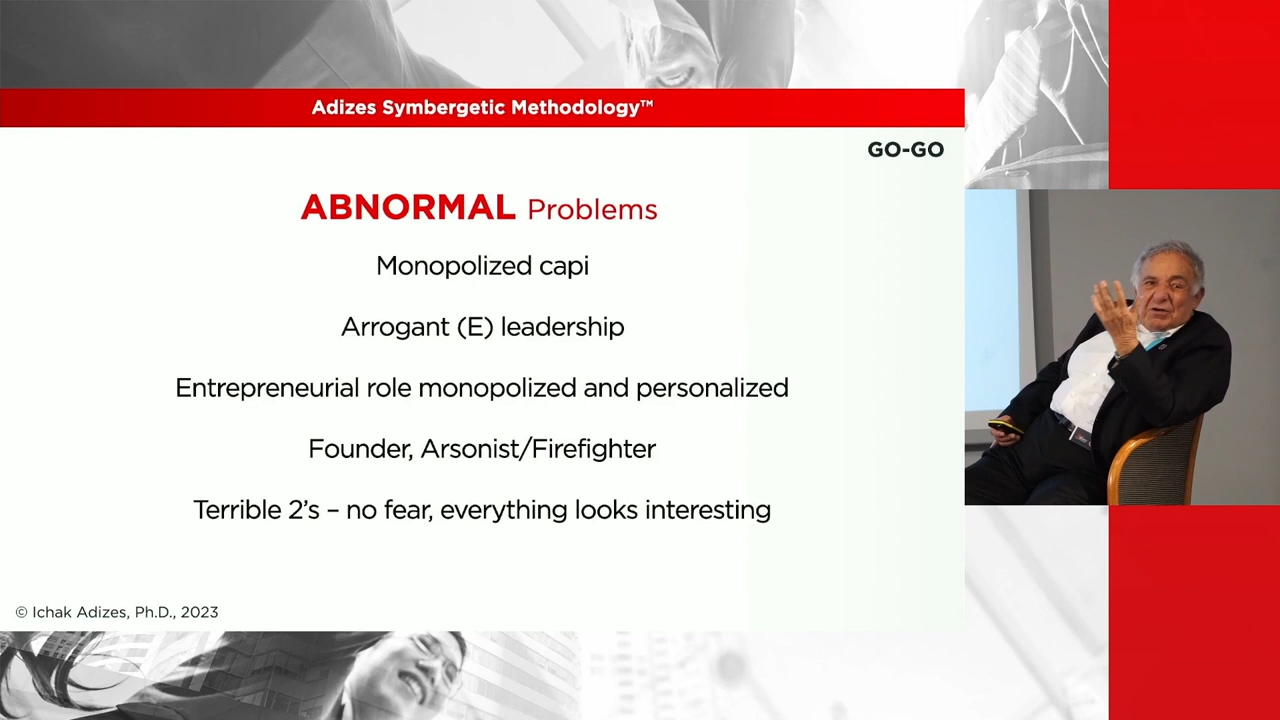 Adizes Symbergetic Methodology™
GO-GO
ABNORMAL Problems
Monopolized capi
Arrogant (E) leadership
Entrepreneurial role monopolized and personalized
Founder, Arsonist/Firefighter
Terrible 2's – no fear, everything looks interesting
© Ichak Adizes, Ph.D., 2023